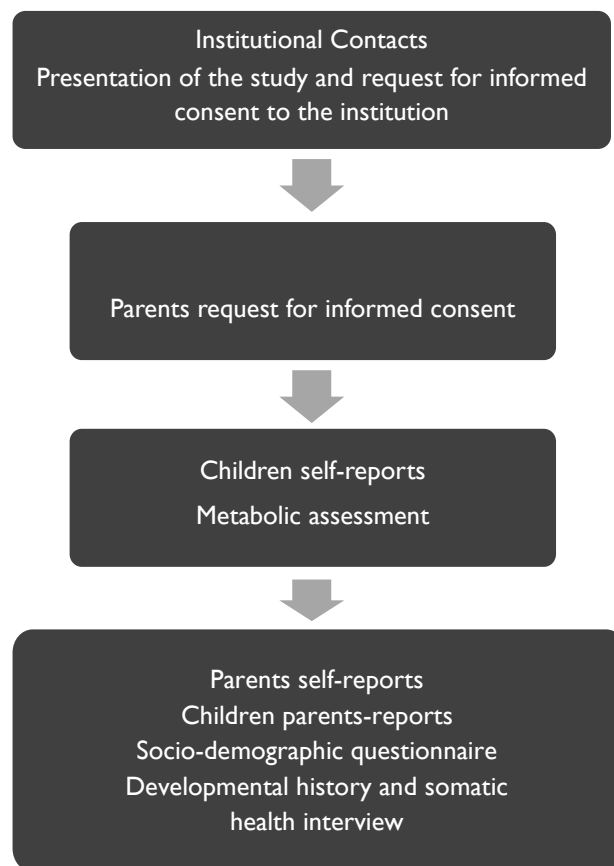 Institutional Contacts
Presentation of the study and request for informed
consent to the institution
Parents request for informed consent
Children self-reports
Metabolic assessment
Parents self-reports
Children parents-reports
Socio-demographic questionnaire
Developmental history and somatic
health interview